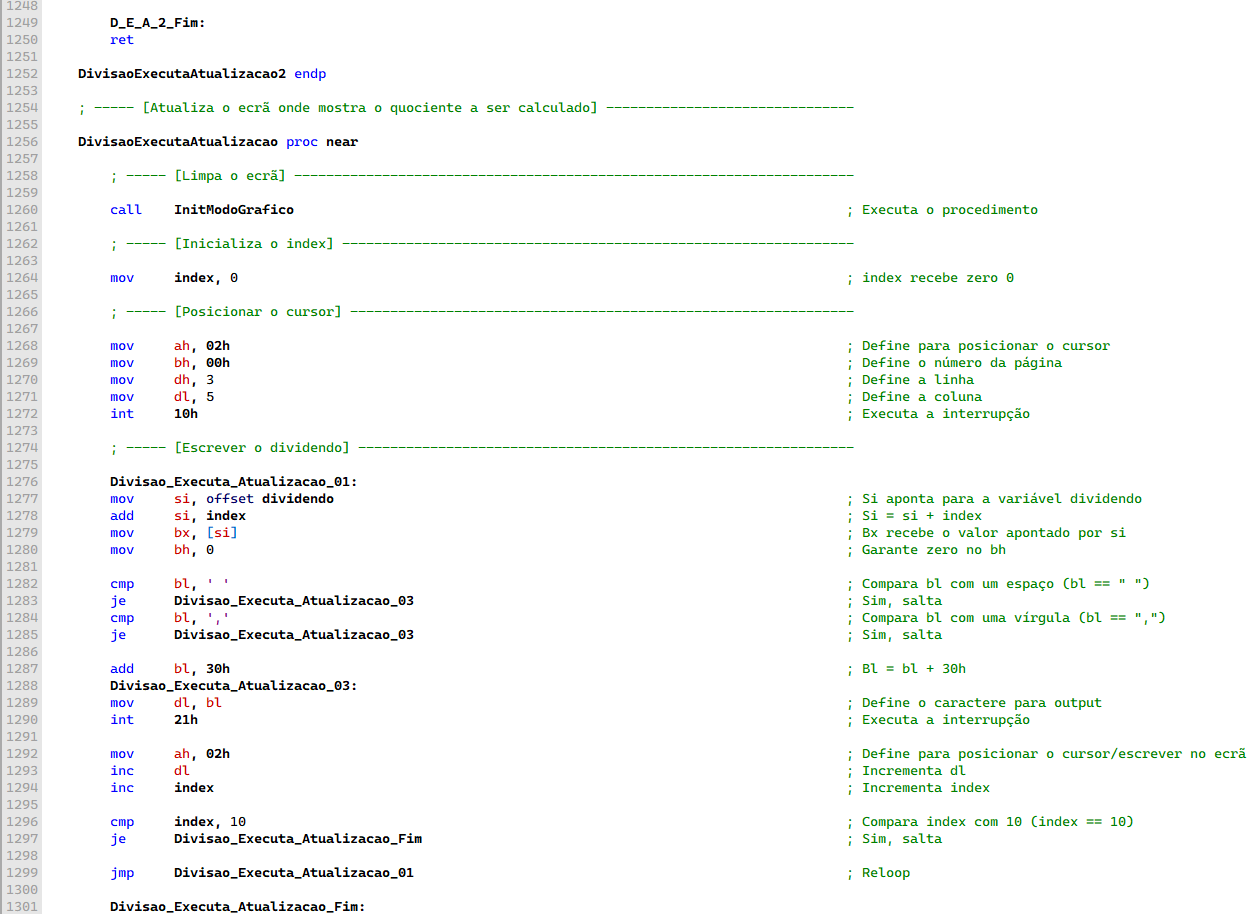 1248
1249 D_E_A_2_Fim:
1250 ret
1251
1252 DivisaoExecutaAtualizacao2 endp
1253
1254 ; ----- [Atualiza o ecrã onde mostra o quociente a ser calculado] -------------------------------
1255
1256 DivisaoExecutaAtualizacao proc near
1257
1258 ; ----- [Limpa o ecrã] ----------------------------------------------------------------------
1259
1260 call InitModoGrafico ; Executa o procedimento
1261
1262 ; ----- [Inicializa o index] ----------------------------------------------------------------
1263
1264 mov index, 0 ; index recebe zero 0
1265
1266 ; ----- [Posicionar o cursor] ---------------------------------------------------------------
1267
1268 mov ah, 02h ; Define para posicionar o cursor
1269 mov bh, 00h ; Define o número da página
1270 mov dh, 3 ; Define a linha
1271 mov dl, 5 ; Define a coluna
1272 int 10h ; Executa a interrupção
1273
1274 ; ----- [Escrever o dividendo] --------------------------------------------------------------
1275
1276 Divisao_Executa_Atualizacao_01:
1277 mov si, offset dividendo ; Si aponta para a variável dividendo
1278 add si, index ; Si = si + index
1279 mov bx, [si] ; Bx recebe o valor apontado por si
1280 mov bh, 0 ; Garante zero no bh
1281
1282 cmp bl, ' ' ; Compara bl com um espaço (bl == " ")
1283 je Divisao_Executa_Atualizacao_03 ; Sim, salta
1284 cmp bl, ',' ; Compara bl com uma vírgula (bl == ",")
1285 je Divisao_Executa_Atualizacao_03 ; Sim, salta
1286
1287 add bl, 30h ; Bl = bl + 30h
1288 Divisao_Executa_Atualizacao_03:
1289 mov dl, bl ; Define o caractere para output
1290 int 21h ; Executa a interrupção
1291
1292 mov ah, 02h ; Define para posicionar o cursor/escrever no ecrã
1293 inc dl ; Incrementa dl
1294 inc index ; Incrementa index
1295
1296 cmp index, 10 ; Compara index com 10 (index == 10)
1297 je Divisao_Executa_Atualizacao_Fim ; Sim, salta
1298
1299 jmp Divisao_Executa_Atualizacao_01 ; Reloop
1300
1301 Divisao_Executa_Atualizacao_Fim: